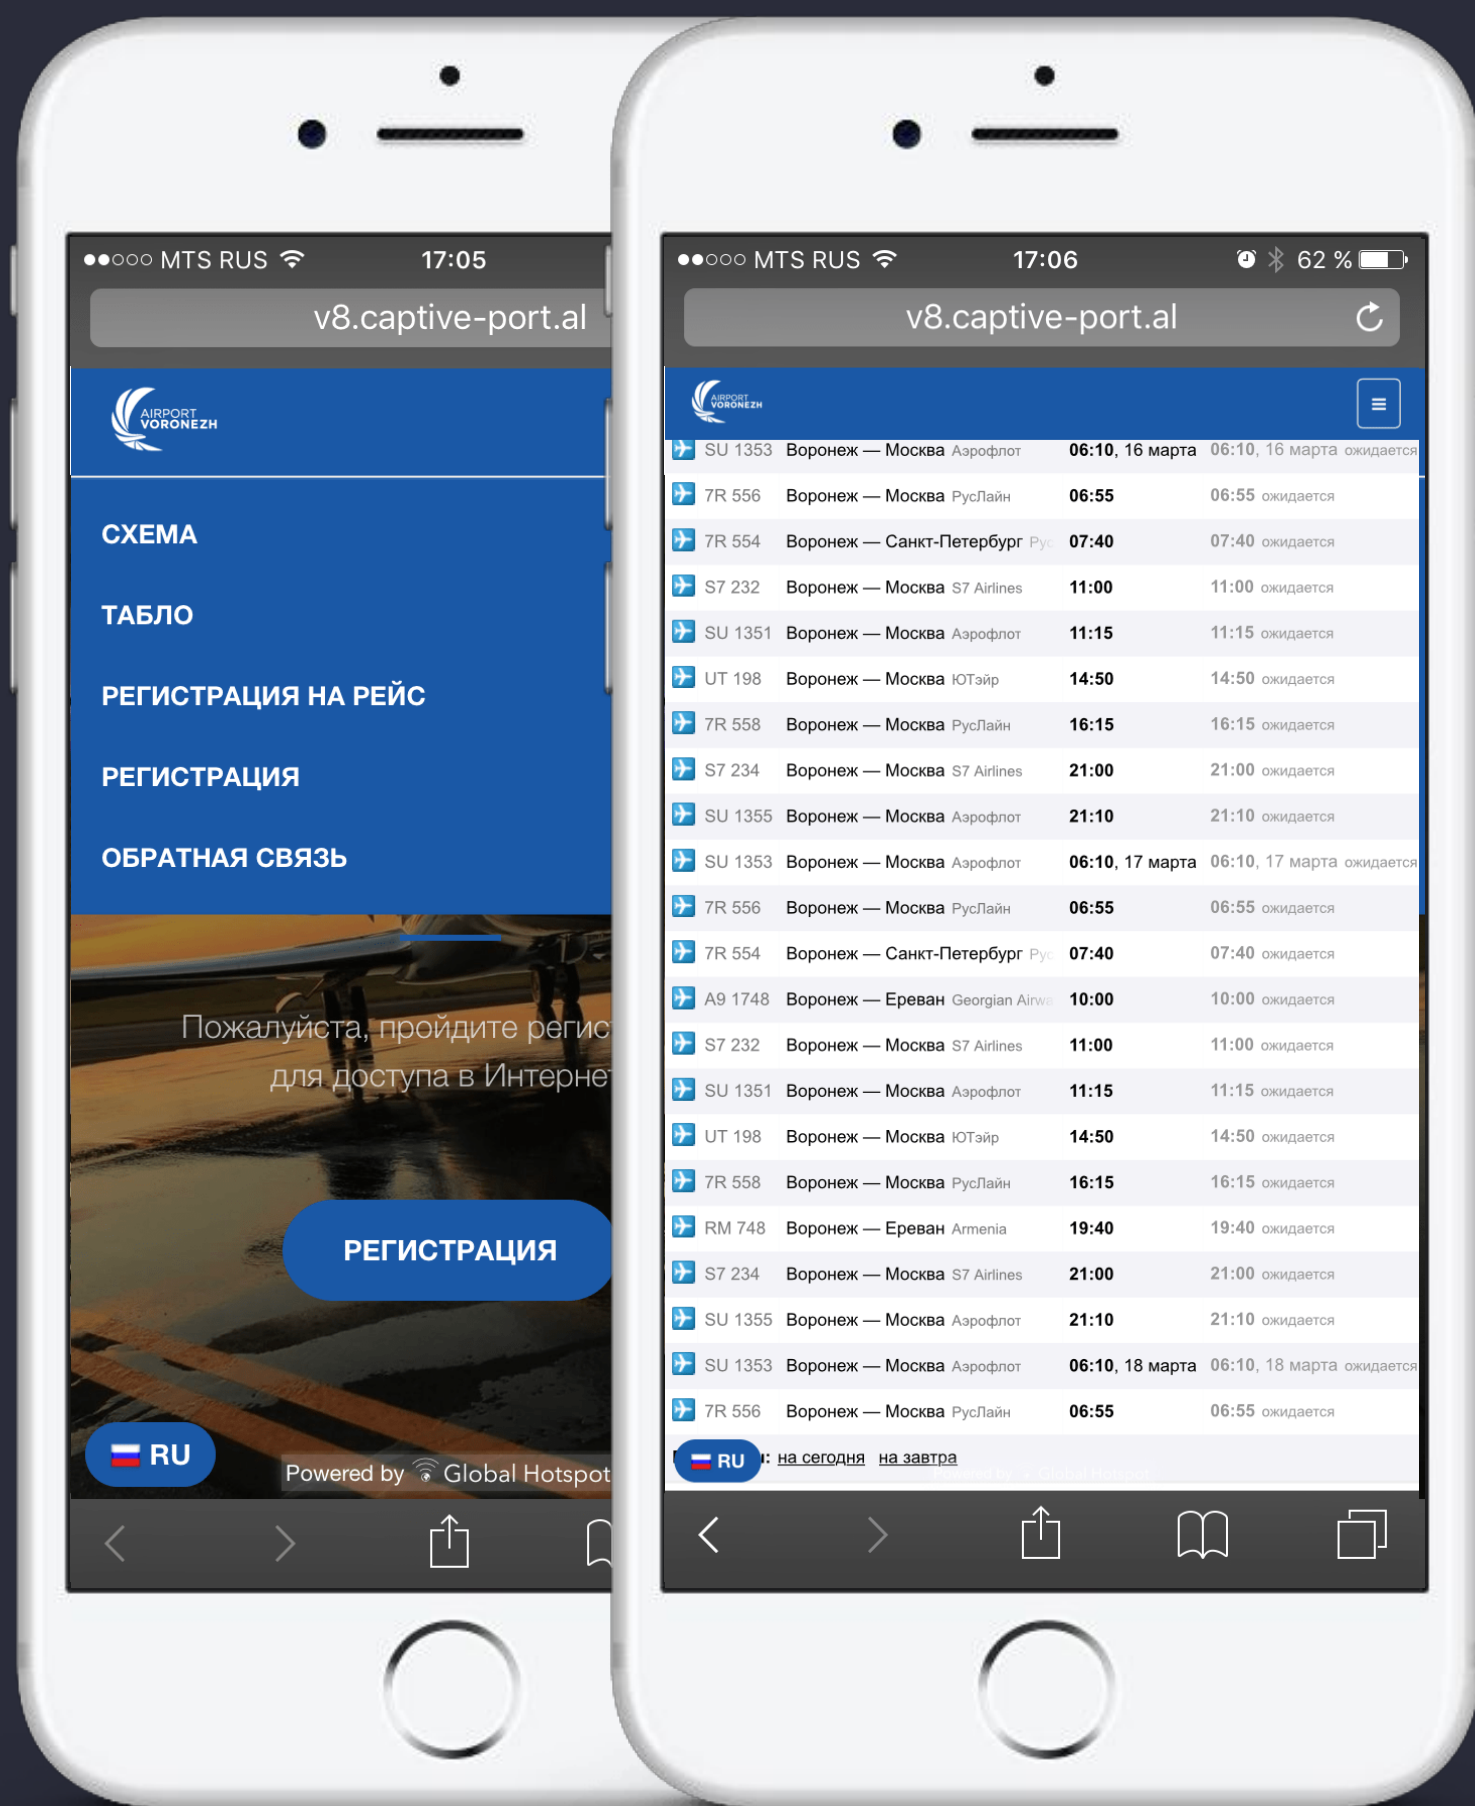 MTS RUS 17:05
v8.captive-port.al
AIRPORT
VORONEZH
СХЕМА
ТАБЛО
РЕГИСТРАЦИЯ НА РЕЙС
РЕГИСТРАЦИЯ
ОБРАТНАЯ СВЯЗЬ
Пожалуйста, пройдите регис
для доступа в Интерне
РЕГИСТРАЦИЯ
RU
Powered by Global Hotspot
MTS RUS 17:06 62 %
v8.captive-port.al
AIRPORT
VORONEZH
SU 1353 Воронеж — Москва Аэрофлот 06:10, 16 марта 06:10, 16 марта ожидается
7R 556 Воронеж — Москва РусЛайн 06:55 06:55 ожидается
7R 554 Воронеж — Санкт-Петербург Рус 07:40 07:40 ожидается
S7 232 Воронеж — Москва S7 Airlines 11:00 11:00 ожидается
SU 1351 Воронеж — Москва Аэрофлот 11:15 11:15 ожидается
UT 198 Воронеж — Москва ЮТэйр 14:50 14:50 ожидается
7R 558 Воронеж — Москва РусЛайн 16:15 16:15 ожидается
S7 234 Воронеж — Москва S7 Airlines 21:00 21:00 ожидается
SU 1355 Воронеж — Москва Аэрофлот 21:10 21:10 ожидается
SU 1353 Воронеж — Москва Аэрофлот 06:10, 17 марта 06:10, 17 марта ожидается
7R 556 Воронеж — Москва РусЛайн 06:55 06:55 ожидается
7R 554 Воронеж — Санкт-Петербург Рус 07:40 07:40 ожидается
A9 1748 Воронеж — Ереван Georgian Airwa 10:00 10:00 ожидается
S7 232 Воронеж — Москва S7 Airlines 11:00 11:00 ожидается
SU 1351 Воронеж — Москва Аэрофлот 11:15 11:15 ожидается
UT 198 Воронеж — Москва ЮТэйр 14:50 14:50 ожидается
7R 558 Воронеж — Москва РусЛайн 16:15 16:15 ожидается
RM 748 Воронеж — Ереван Armenia 19:40 19:40 ожидается
S7 234 Воронеж — Москва S7 Airlines 21:00 21:00 ожидается
SU 1355 Воронеж — Москва Аэрофлот 21:10 21:10 ожидается
SU 1353 Воронеж — Москва Аэрофлот 06:10, 18 марта 06:10, 18 марта ожидается
7R 556 Воронеж — Москва РусЛайн 06:55 06:55 ожидается
RU на сегодня на завтра
Powered by Global Hotspot